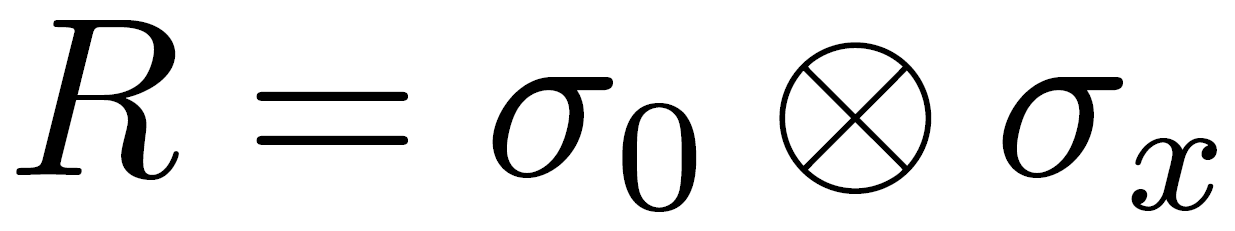 R = σ₀ ⊗ σₓ